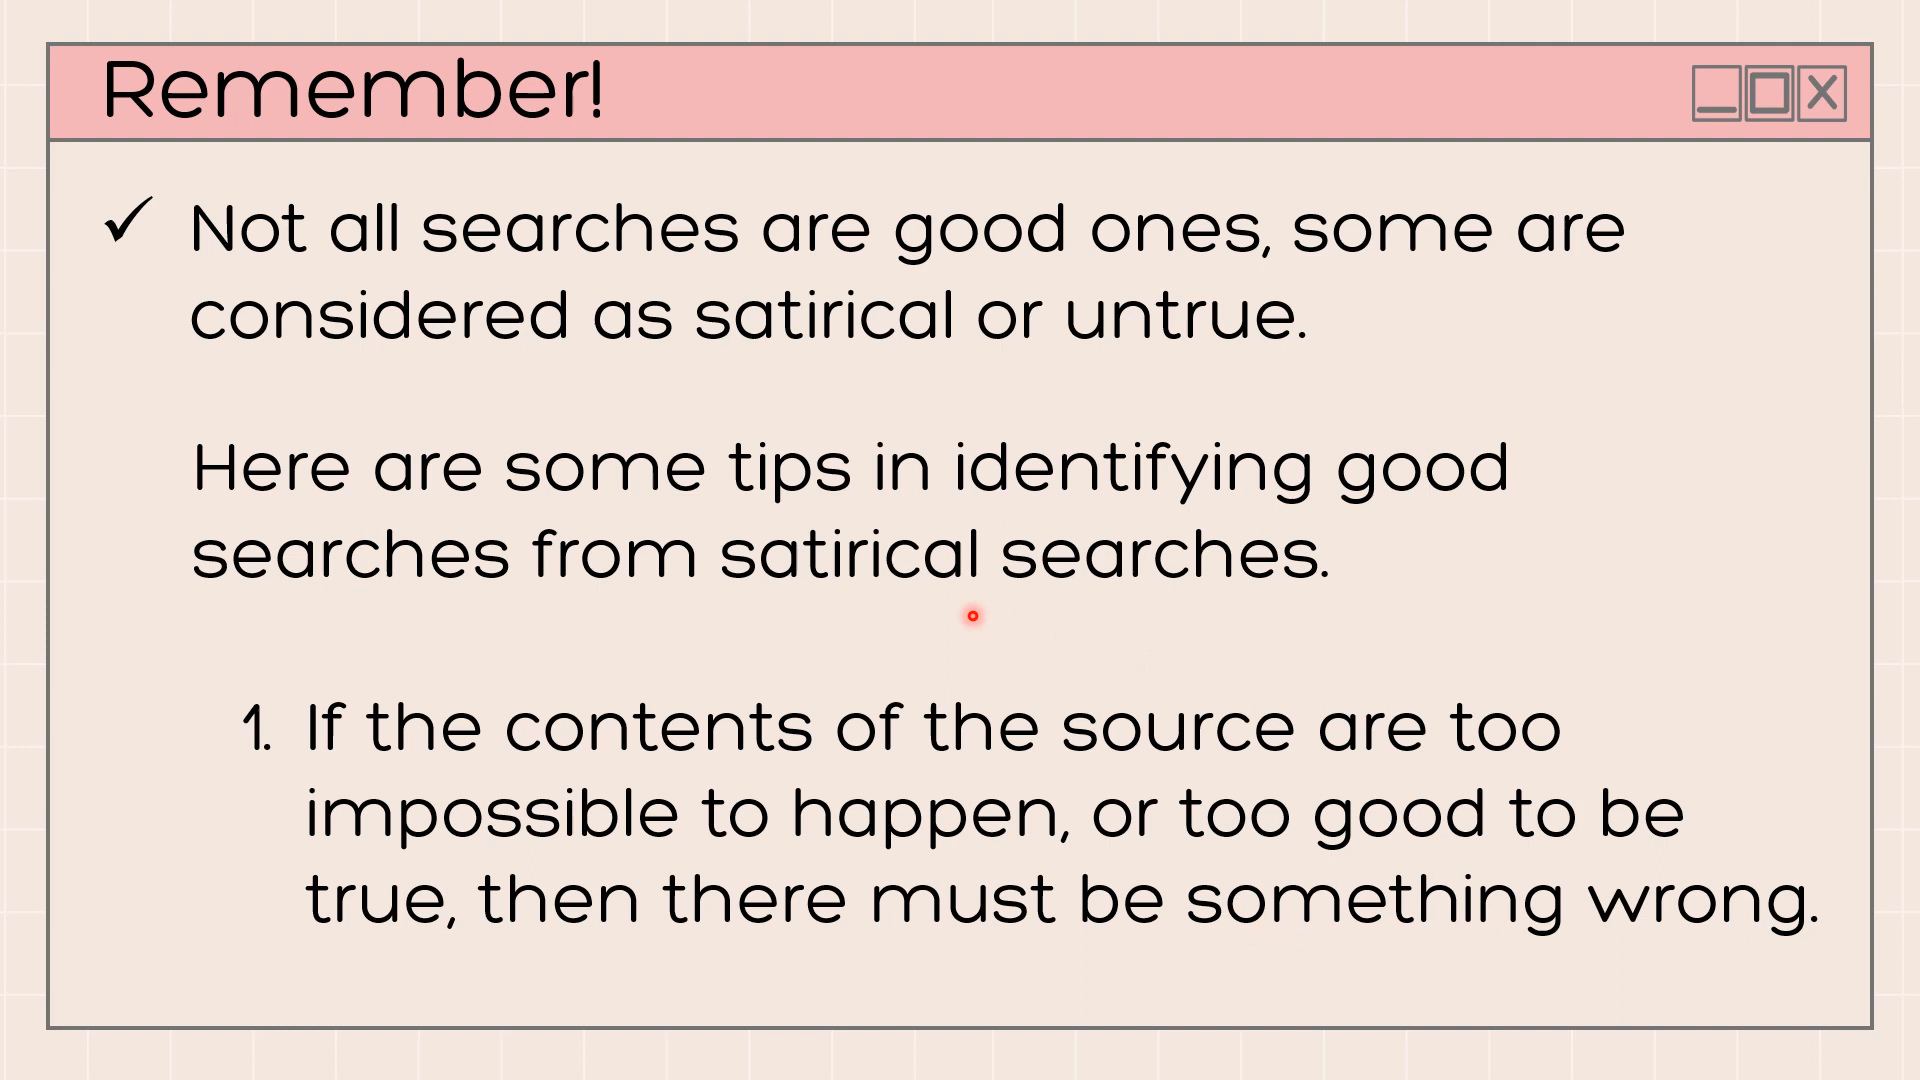 Remember!
✓ Not all searches are good ones, some are
considered as satirical or untrue.
Here are some tips in identifying good
searches from satirical searches.
1. If the contents of the source are too
impossible to happen, or too good to be
true, then there must be something wrong.